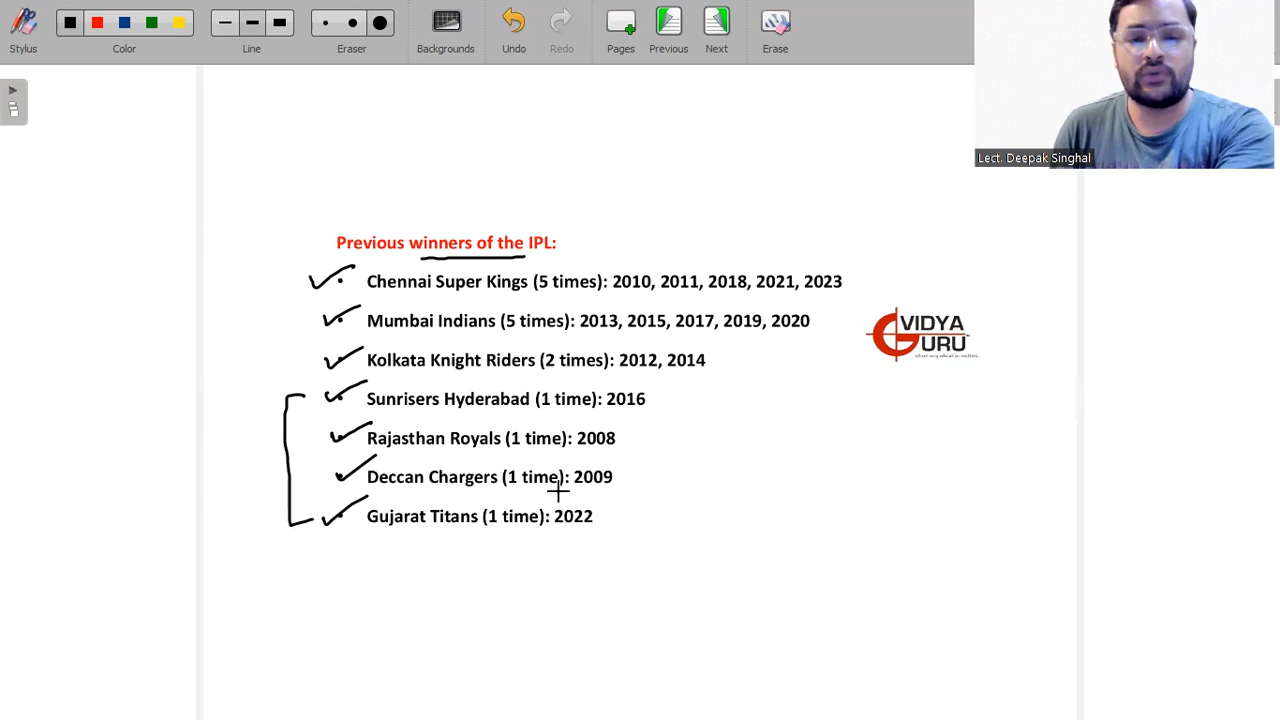 Stylus
Color
Line
Eraser
Backgrounds
Undo
Redo
Pages
Previous
Next
Erase
Lect. Deepak Singhal
Previous winners of the IPL:
• Chennai Super Kings (5 times): 2010, 2011, 2018, 2021, 2023
• Mumbai Indians (5 times): 2013, 2015, 2017, 2019, 2020
• Kolkata Knight Riders (2 times): 2012, 2014
• Sunrisers Hyderabad (1 time): 2016
• Rajasthan Royals (1 time): 2008
• Deccan Chargers (1 time): 2009
• Gujarat Titans (1 time): 2022
VIDYA
GURU